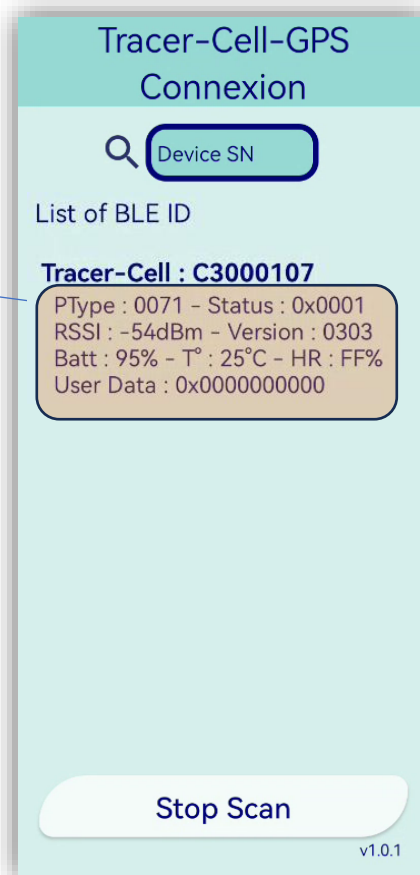 Tracer-Cell-GPS
Connexion
Device SN
List of BLE ID
Tracer-Cell : C3000107
PType : 0071 - Status : 0x0001
RSSI : -54dBm - Version : 0303
Batt : 95% - T° : 25°C - HR : FF%
User Data : 0x0000000000
Stop Scan
v1.0.1